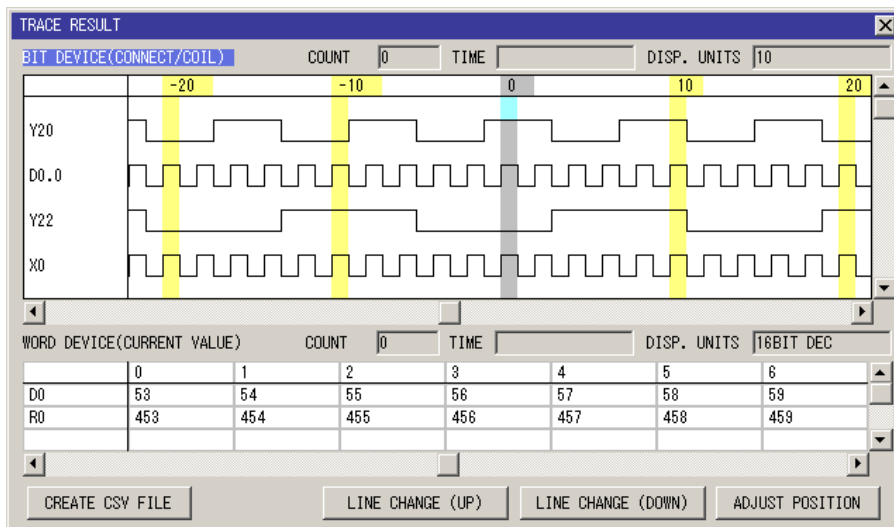 TRACE RESULT
BIT DEVICE(CONNECT/COIL) COUNT 0 TIME DISP. UNITS 10
-20 -10 0 10 20
Y20
D0.0
Y22
X0
WORD DEVICE(CURRENT VALUE) COUNT 0 TIME DISP. UNITS 16BIT DEC
0 1 2 3 4 5 6
D0 53 54 55 56 57 58 59
R0 453 454 455 456 457 458 459
CREATE CSV FILE LINE CHANGE (UP) LINE CHANGE (DOWN) ADJUST POSITION